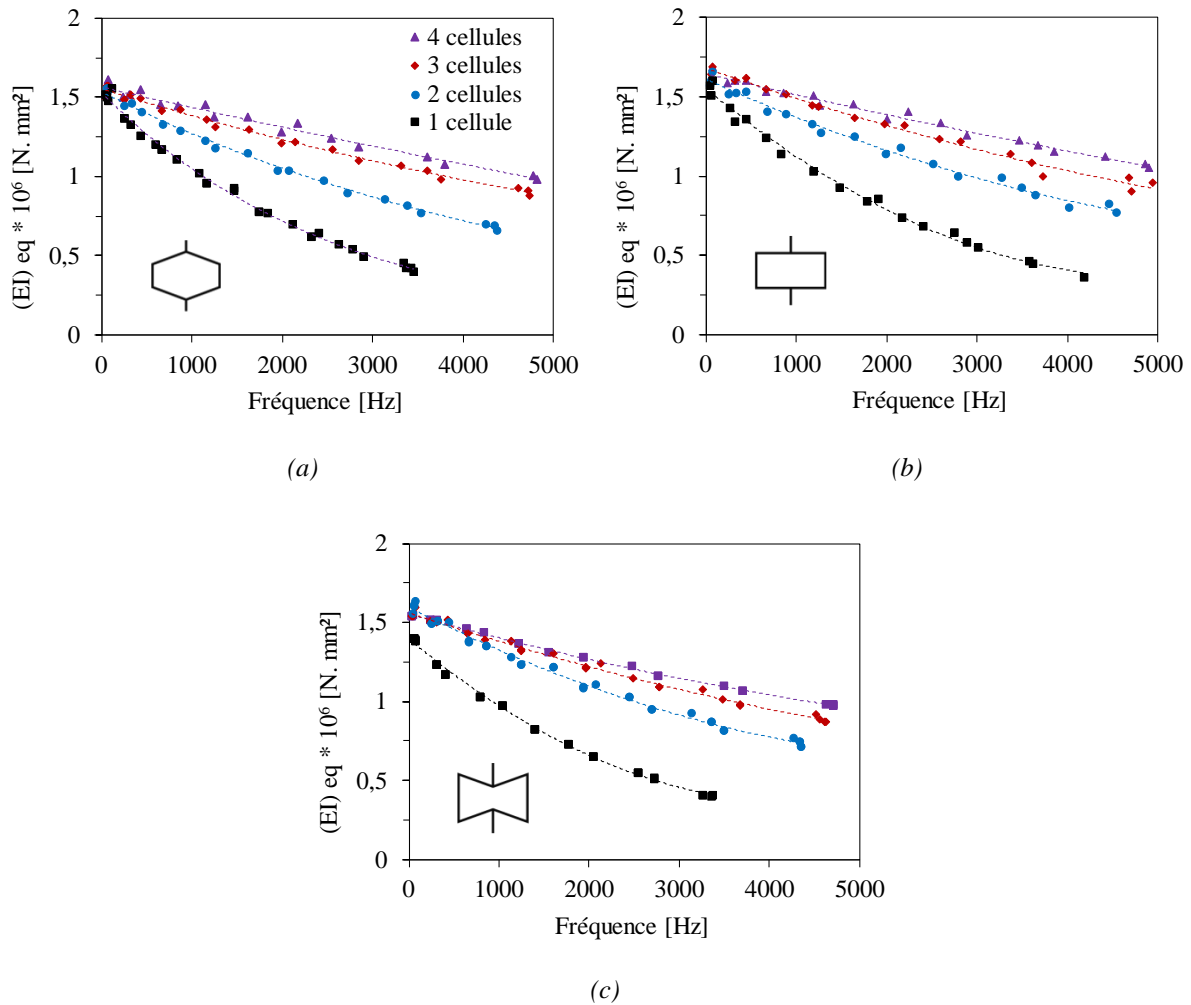 2
1,5
1
0,5
0
0 1000 2000 3000 4000 5000
(EI) eq * 10⁶ [N. mm²]
Fréquence [Hz]
4 cellules
3 cellules
2 cellules
1 cellule
(a)
2
1,5
1
0,5
0
0 1000 2000 3000 4000 5000
(EI) eq * 10⁶ [N. mm²]
Fréquence [Hz]
(b)
2
1,5
1
0,5
0
0 1000 2000 3000 4000 5000
(EI) eq * 10⁶ [N. mm²]
Fréquence [Hz]
(c)